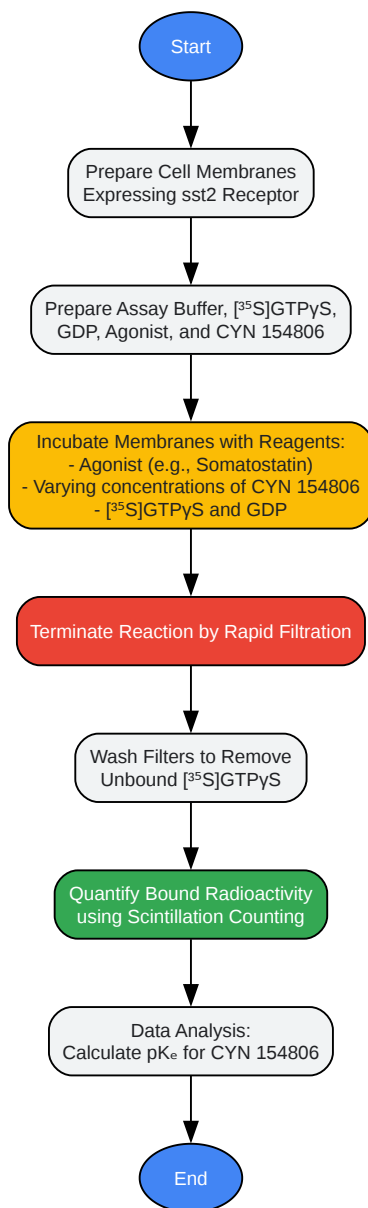 Start
Prepare Cell Membranes
Expressing sst2 Receptor
Prepare Assay Buffer, [³⁵S]GTPγS,
GDP, Agonist, and CYN 154806
Incubate Membranes with Reagents:
- Agonist (e.g., Somatostatin)
- Varying concentrations of CYN 154806
- [³⁵S]GTPγS and GDP
Terminate Reaction by Rapid Filtration
Wash Filters to Remove
Unbound [³⁵S]GTPγS
Quantify Bound Radioactivity
using Scintillation Counting
Data Analysis:
Calculate pKₑ for CYN 154806
End